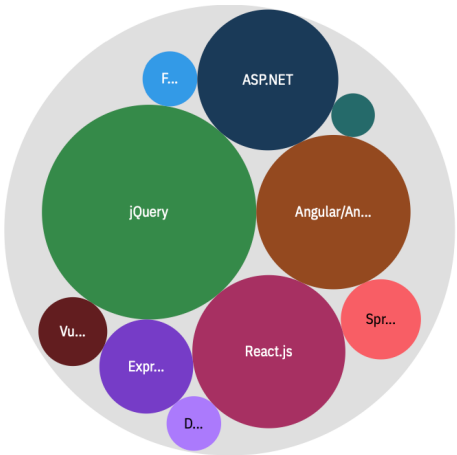 F...
ASP.NET
jQuery
Angular/An...
Spr...
Vu...
Expr...
React.js
D...